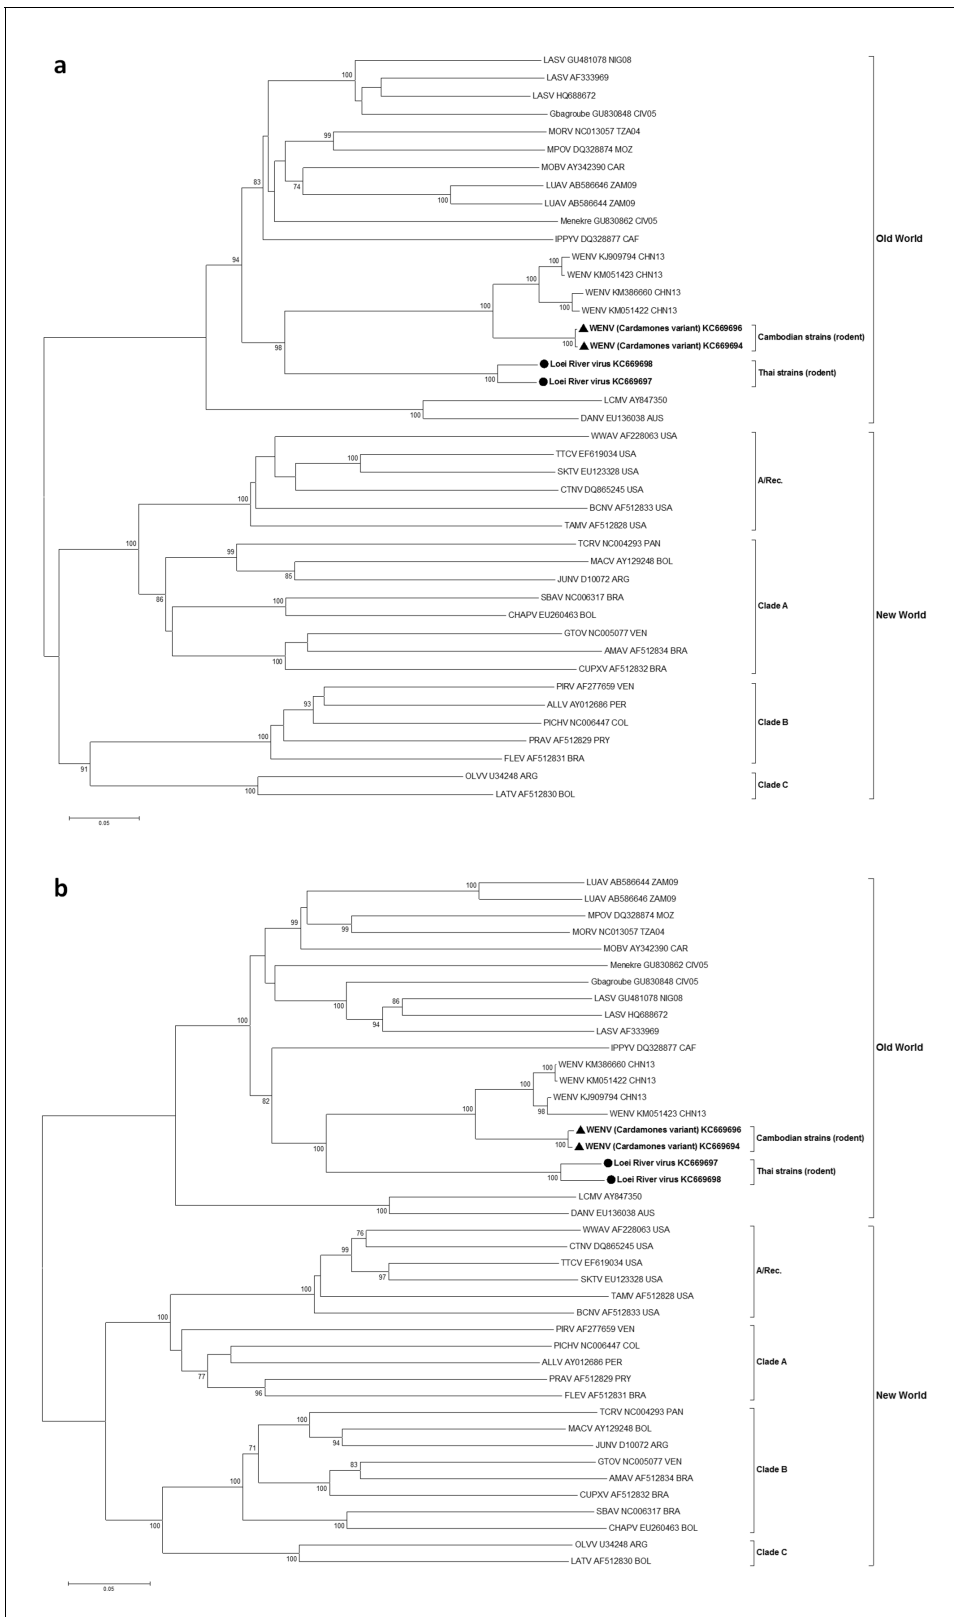 a
100
LASV GU481078 NIG08
LASV AF333969
LASV HQ688672
Gbagroube GU830848 CIV05
99
MORV NC013057 TZA04
MPOV DQ328874 MOZ
83
MOBV AY342390 CAR
74
LUAV AB586646 ZAM09
100
LUAV AB586644 ZAM09
Menekre GU830862 CIV05
IPPYV DQ328877 CAF
Old World
94
100
WENV KJ909794 CHN13
100
WENV KM051423 CHN13
WENV KM386660 CHN13
100
100
WENV KM051422 CHN13
▲ WENV (Cardamones variant) KC669696
Cambodian strains (rodent)
98
100
▲ WENV (Cardamones variant) KC669694
● Loei River virus KC669698
Thai strains (rodent)
100
● Loei River virus KC669697
LCMV AY847350
100
DANV EU136038 AUS
WWAV AF228063 USA
100
TTCV EF619034 USA
SKTV EU123328 USA
A/Rec.
100
CTNV DQ865245 USA
BCNV AF512833 USA
TAMV AF512828 USA
100
99
TCRV NC004293 PAN
MACV AY129248 BOL
85
JUNV D10072 ARG
86
100
SBAV NC006317 BRA
Clade A
CHAPV EU260463 BOL
New World
GTOV NC005077 VEN
AMAV AF512834 BRA
100
CUPXV AF512832 BRA
PIRV AF277659 VEN
93
ALLV AY012686 PER
PICHV NC006447 COL
Clade B
100
PRAV AF512829 PRY
FLEV AF512831 BRA
91
OLVV U34248 ARG
Clade C
100
LATV AF512830 BOL
0.05
b
100
LUAV AB586644 ZAM09
LUAV AB586646 ZAM09
99
MPOV DQ328874 MOZ
99
MORV NC013057 TZA04
MOBV AY342390 CAR
Menekre GU830862 CIV05
Gbagroube GU830848 CIV05
100
86
LASV GU481078 NIG08
LASV HQ688672
94
LASV AF333969
100
IPPYV DQ328877 CAF
Old World
100
WENV KM386660 CHN13
100
WENV KM051422 CHN13
100
WENV KJ909794 CHN13
82
98
WENV KM051423 CHN13
▲ WENV (Cardamones variant) KC669696
Cambodian strains (rodent)
100
▲ WENV (Cardamones variant) KC669694
● Loei River virus KC669697
Thai strains (rodent)
100
● Loei River virus KC669698
LCMV AY847350
100
DANV EU136038 AUS
76
WWAV AF228063 USA
99
CTNV DQ865245 USA
TTCV EF619034 USA
A/Rec.
97
SKTV EU123328 USA
100
TAMV AF512828 USA
BCNV AF512833 USA
100
PIRV AF277659 VEN
PICHV NC006447 COL
Clade A
ALLV AY012686 PER
77
PRAV AF512829 PRY
96
FLEV AF512831 BRA
New World
100
TCRV NC004293 PAN
MACV AY129248 BOL
94
JUNV D10072 ARG
71
83
GTOV NC005077 VEN
Clade B
AMAV AF512834 BRA
100
100
CUPXV AF512832 BRA
SBAV NC006317 BRA
100
CHAPV EU260463 BOL
100
OLVV U34248 ARG
Clade C
100
LATV AF512830 BOL
0.05